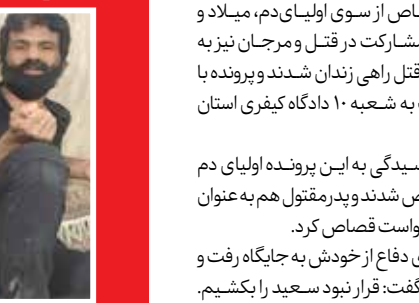 قصاص از سوی اولیای‌دم، میلاد و
مشارکت در قتل و مرجان نیز به
قتل راهی زندان شدند و پرونده با
به شعبه ۱۰ دادگاه کیفری استان
رسیدگی به این پرونده اولیای دم
شدند و پدر مقتول هم به عنوان
قصاص کرد.
دفاع از خودش به جایگاه رفت و
گفت: قرار نبود سعید را بکشیم.